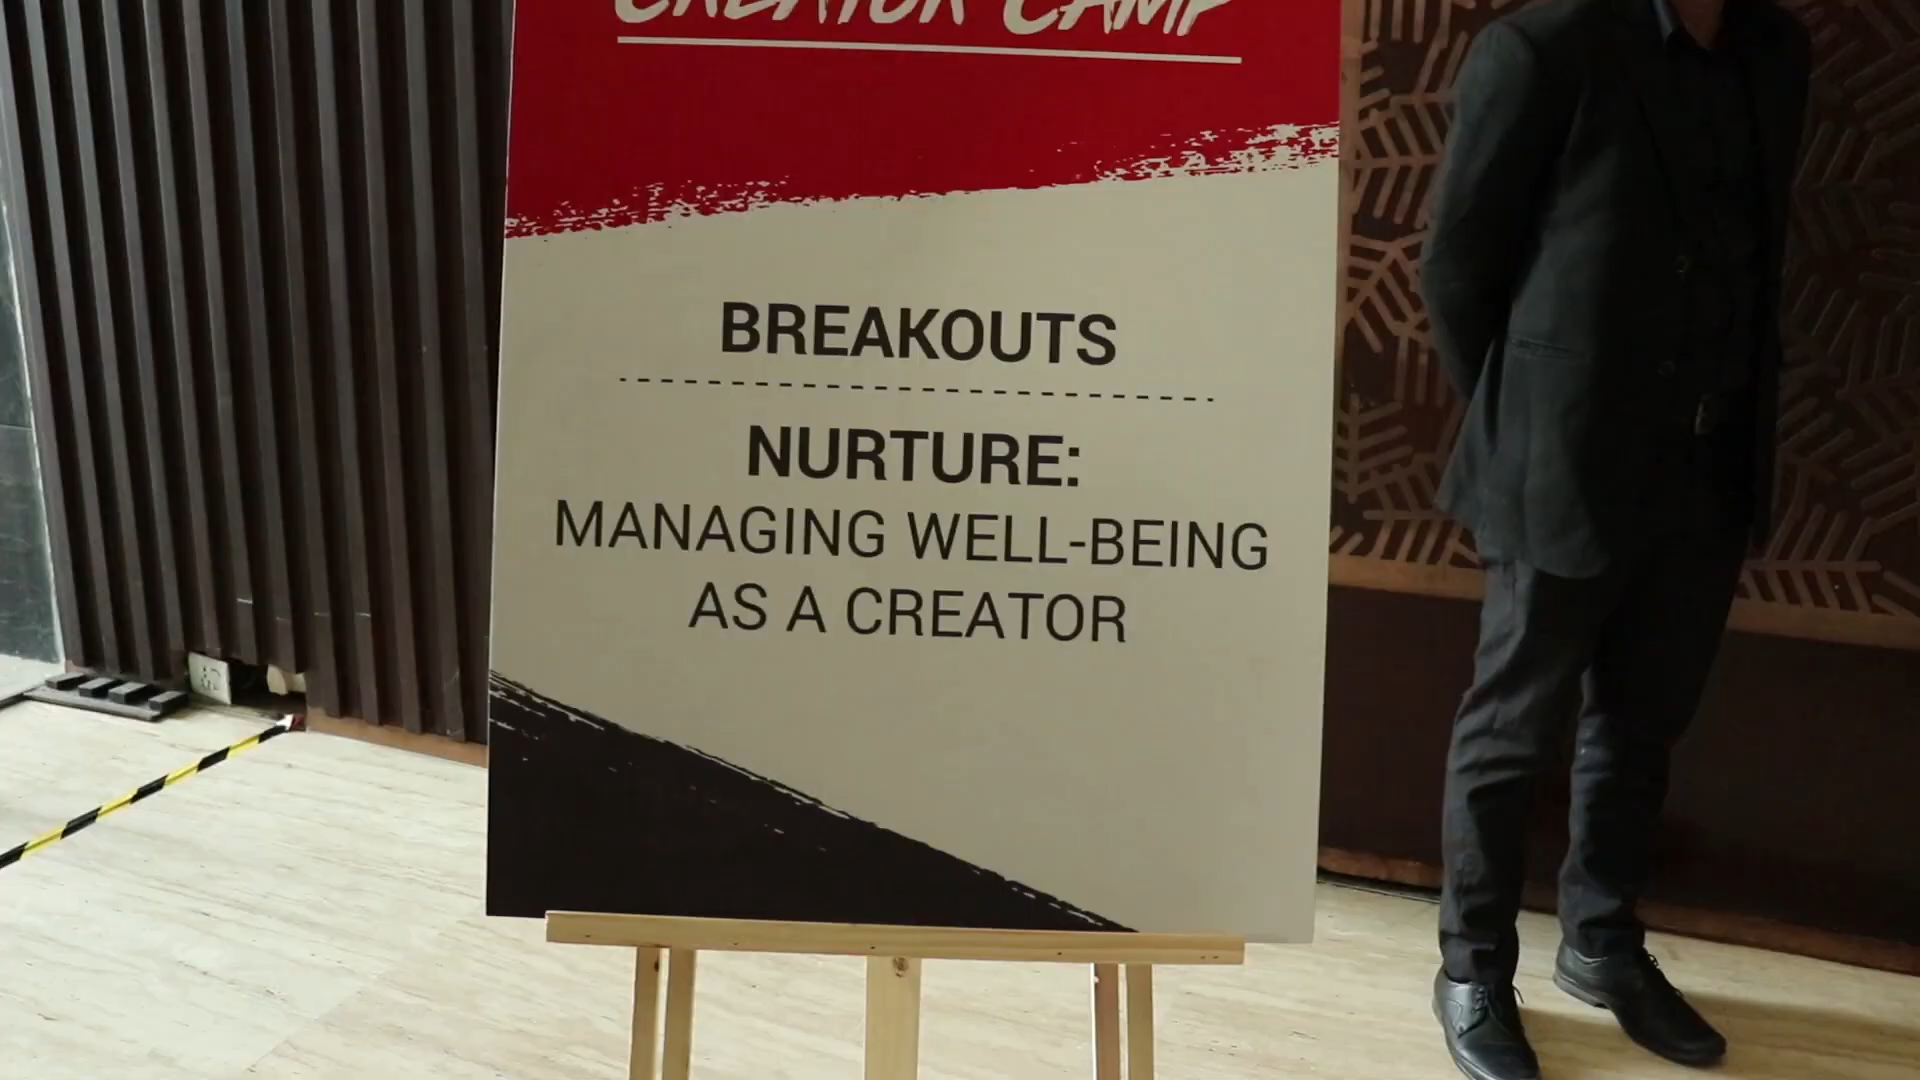 CREATOR CAMP
BREAKOUTS
NURTURE:
MANAGING WELL-BEING
AS A CREATOR